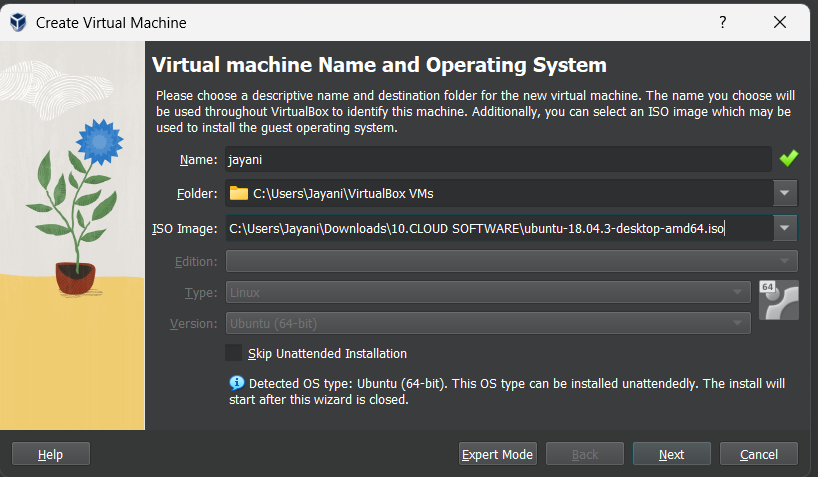 Create Virtual Machine
?
Virtual machine Name and Operating System
Please choose a descriptive name and destination folder for the new virtual machine. The name you choose will
be used throughout VirtualBox to identify this machine. Additionally, you can select an ISO image which may be
used to install the guest operating system.
Name: jayani
Folder: C:\Users\Jayani\VirtualBox VMs
ISO Image: C:\Users\Jayani\Downloads\10.CLOUD SOFTWARE\ubuntu-18.04.3-desktop-amd64.iso
Edition:
Type: Linux
64
Version: Ubuntu (64-bit)
Skip Unattended Installation
Detected OS type: Ubuntu (64-bit). This OS type can be installed unattendedly. The install will
start after this wizard is closed.
Help Expert Mode Back Next Cancel